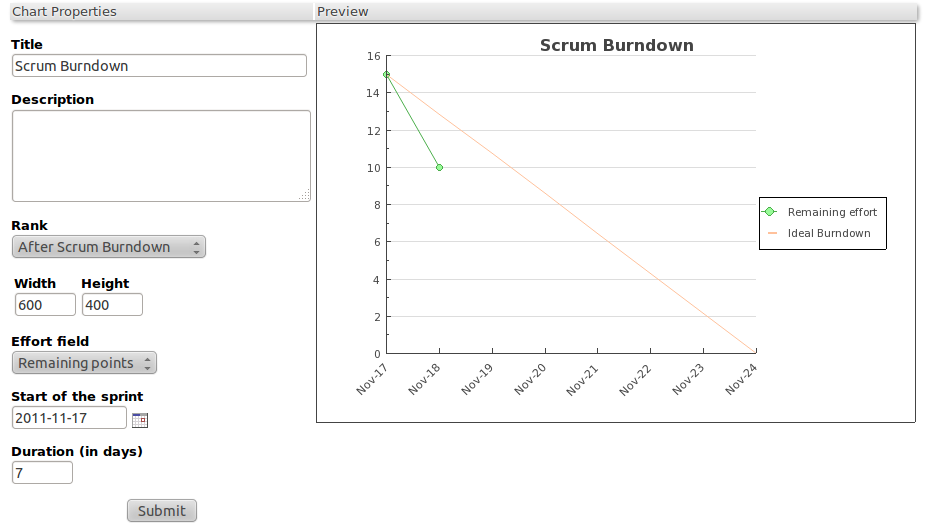 Chart Properties
Preview
Title
Scrum Burndown
Description
Rank
After Scrum Burndown
Width
Height
600
400
Effort field
Remaining points
Start of the sprint
2011-11-17
Duration (in days)
7
Submit
Scrum Burndown
16
14
12
10
8
6
4
2
0
Nov-17
Nov-18
Nov-19
Nov-20
Nov-21
Nov-22
Nov-23
Nov-24
Remaining effort
Ideal Burndown